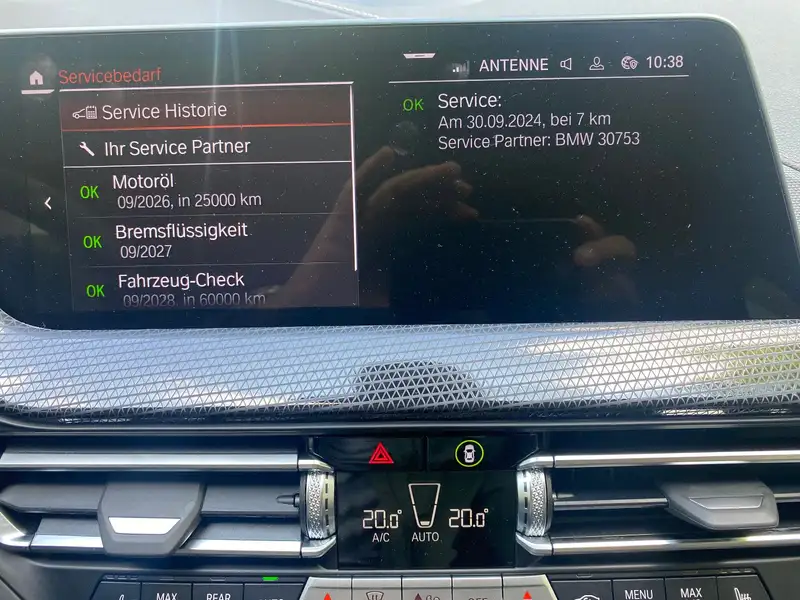 Servicebedarf
ANTENNE 10:38
Service Historie
Ihr Service Partner
OK Motoröl
09/2026, in 25000 km
OK Bremsflüssigkeit
09/2027
OK Fahrzeug-Check
09/2028, in 60000 km
OK Service:
Am 30.09.2024, bei 7 km
Service Partner: BMW 30753
20.0° 20.0°
A/C AUTO
MAX REAR MENU MAX